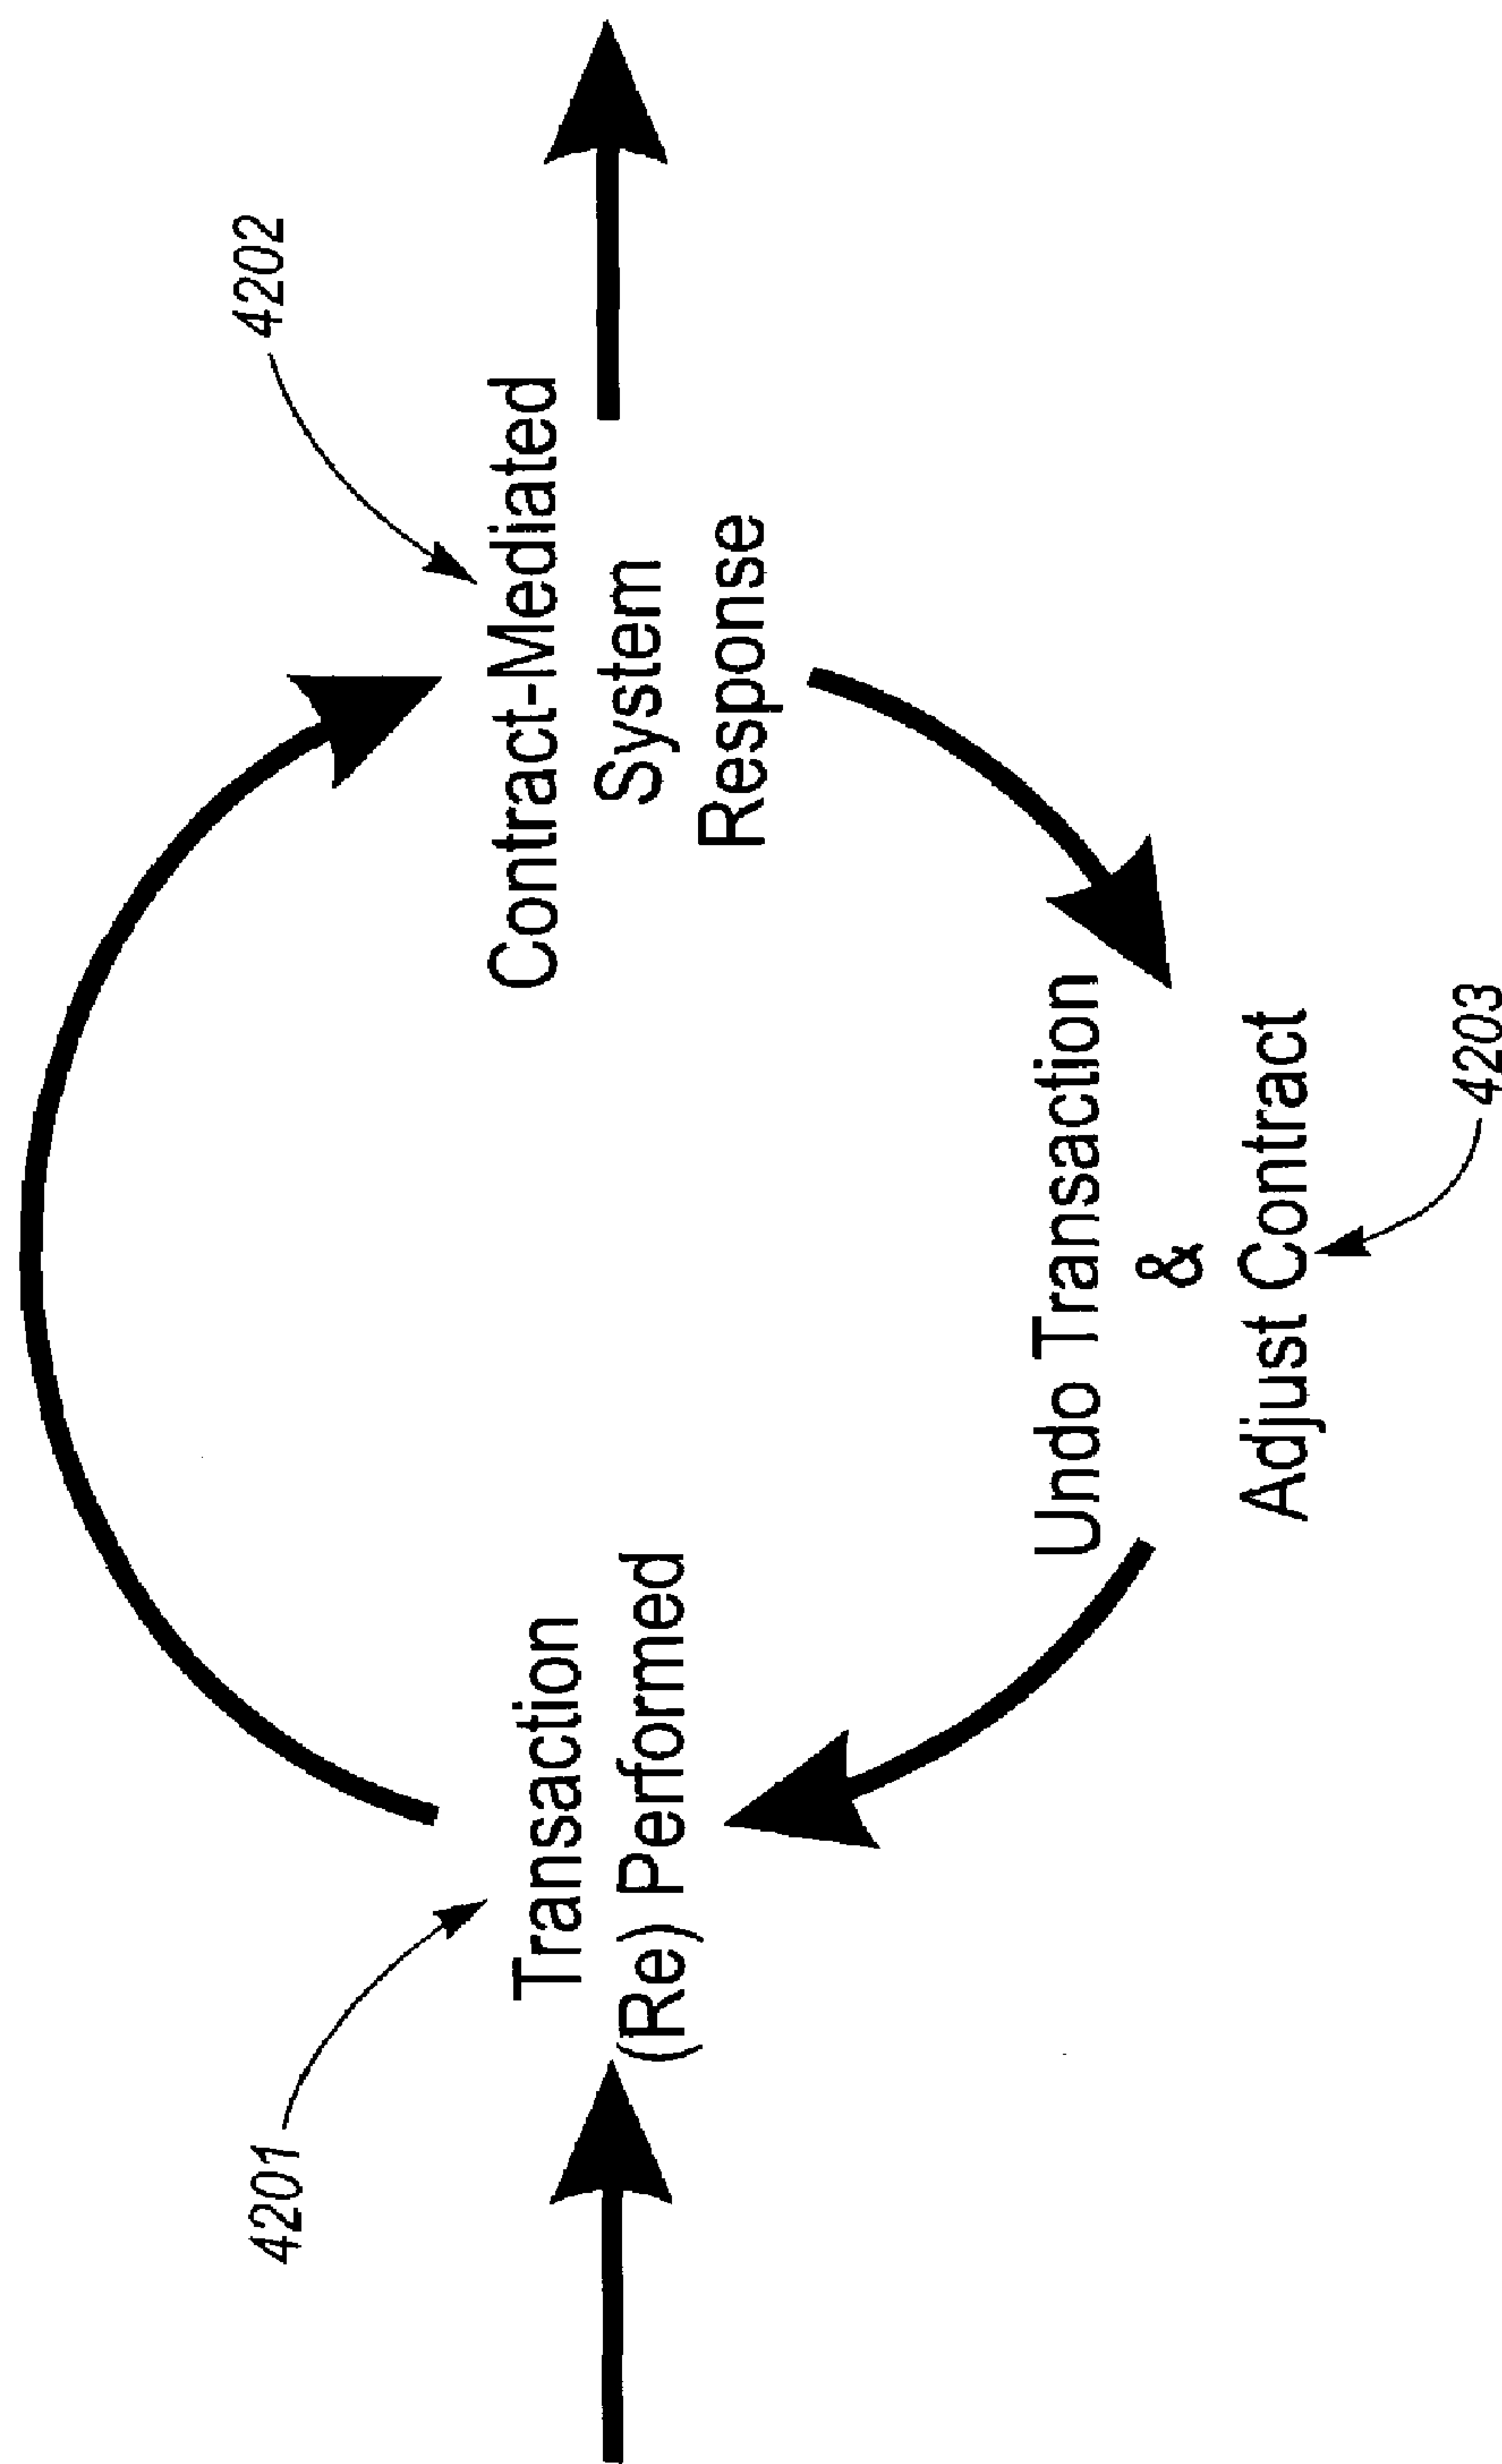 4201
Transaction
(Re) Performed
4202
Contract-Mediated
System
Response
Undo Transaction
&
Adjust Contract
4203